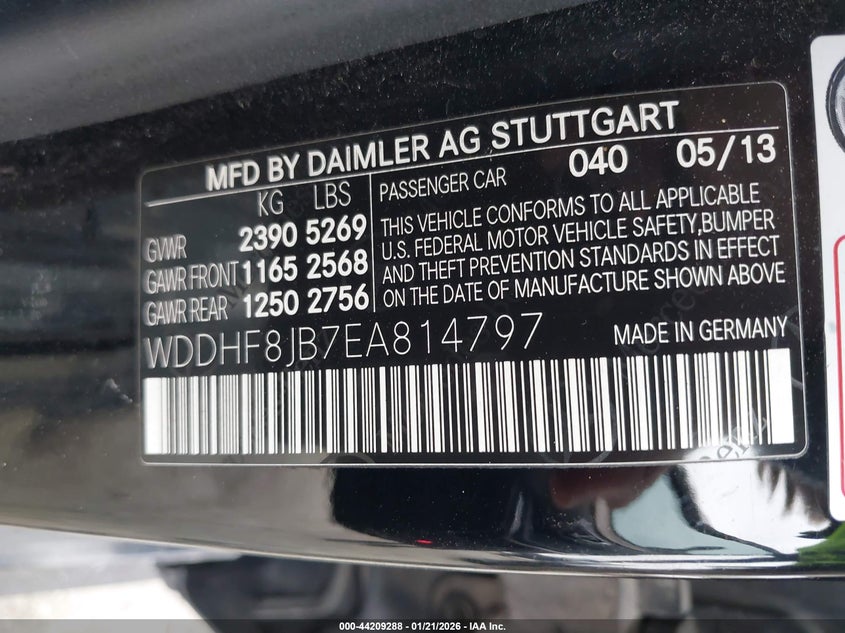 MFD BY DAIMLER AG STUTTGART
KG LBS
GVWR 2390 5269
GAWR FRONT 1165 2568
GAWR REAR 1250 2756
PASSENGER CAR 040 05/13
THIS VEHICLE CONFORMS TO ALL APPLICABLE
U.S. FEDERAL MOTOR VEHICLE SAFETY,BUMPER
AND THEFT PREVENTION STANDARDS IN EFFECT
ON THE DATE OF MANUFACTURE SHOWN ABOVE
WDDHF8JB7EA814797
MADE IN GERMANY
000-44209288 - 01/21/2026 - IAA Inc.